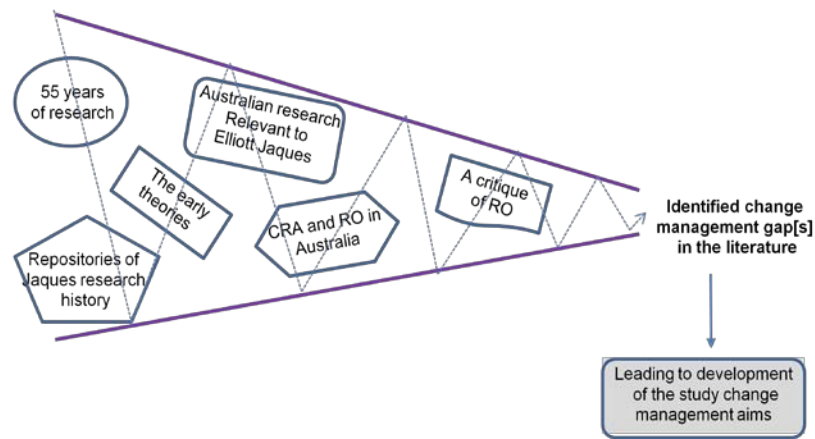 55 years
of research
Australian research
Relevant to
Elliott Jaques
The early
theories
A critique
of RO
CRA and RO in
Australia
Repositories of
Jaques research
history
Identified change
management gap[s]
in the literature
Leading to development
of the study change
management aims